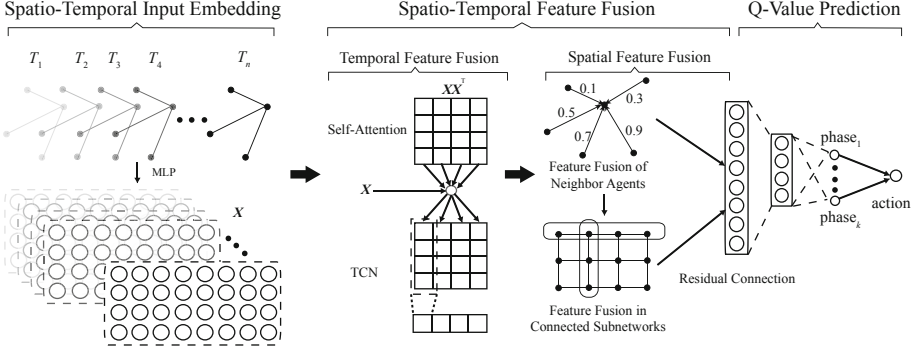 Spatio-Temporal Input Embedding
Spatio-Temporal Feature Fusion
Q-Value Prediction
T1 T2 T3 T4 Tn
MLP
X
Temporal Feature Fusion
XX^T
Self-Attention
X
TCN
Spatial Feature Fusion
0.1
0.3
0.5
0.7
0.9
Feature Fusion of
Neighbor Agents
Feature Fusion in
Connected Subnetworks
Residual Connection
phase1
phasek
action